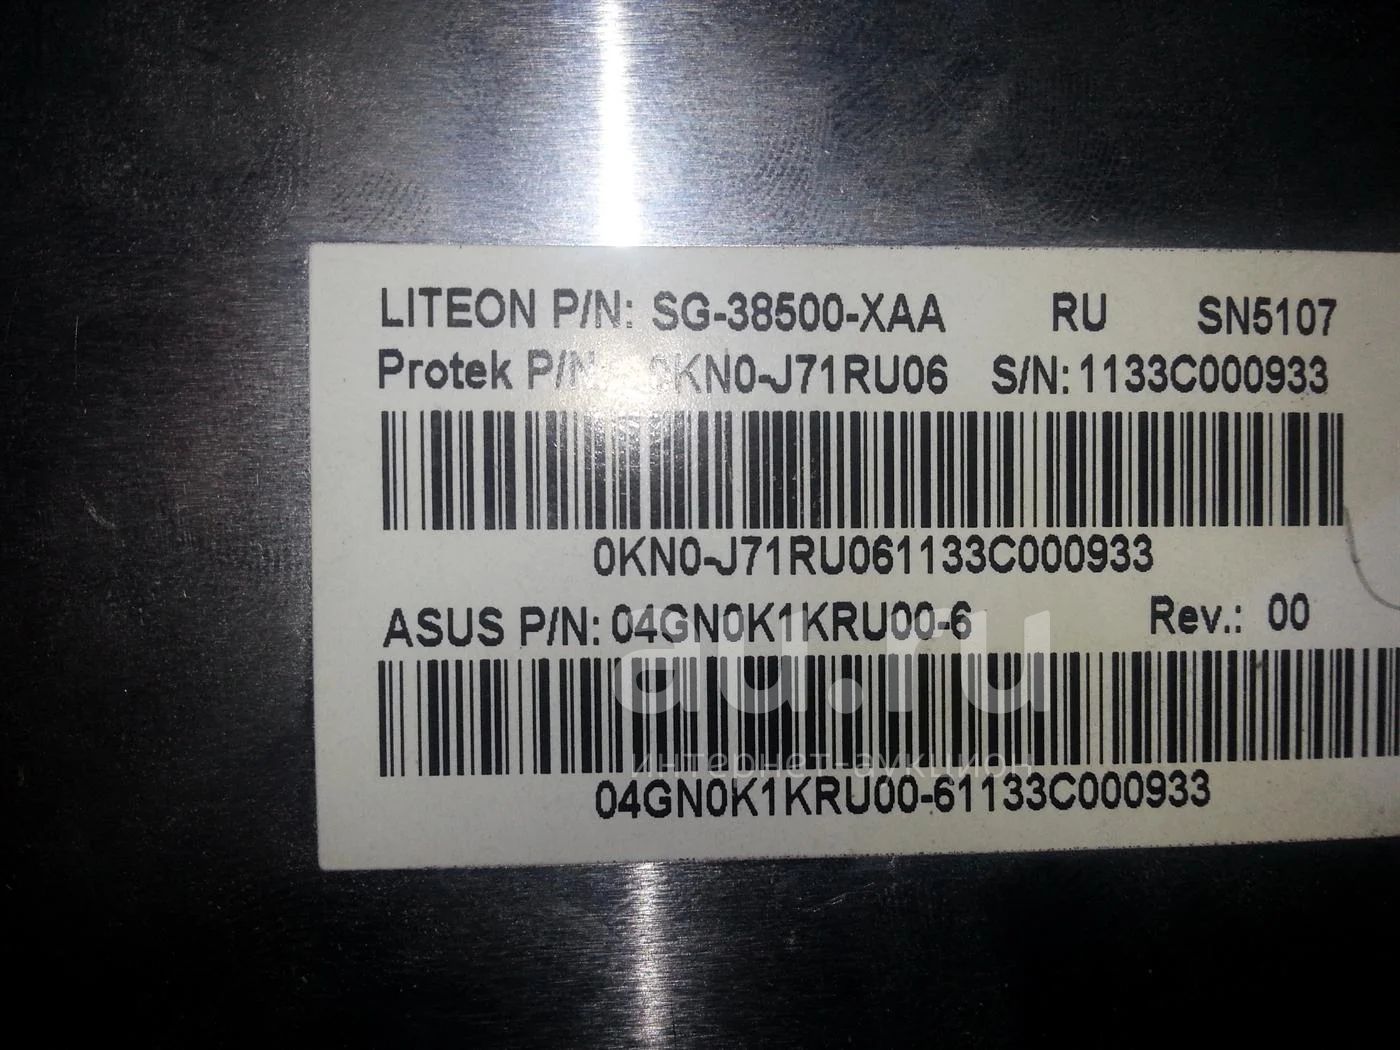 LITEON P/N: SG-38500-XAA RU SN5107
Protek P/N: 0KN0-J71RU06 S/N: 1133C000933
0KN0-J71RU061133C000933
ASUS P/N: 04GN0K1KRU00-6 Rev.: 00
au.ru
интернет-аукцион
04GN0K1KRU00-61133C000933